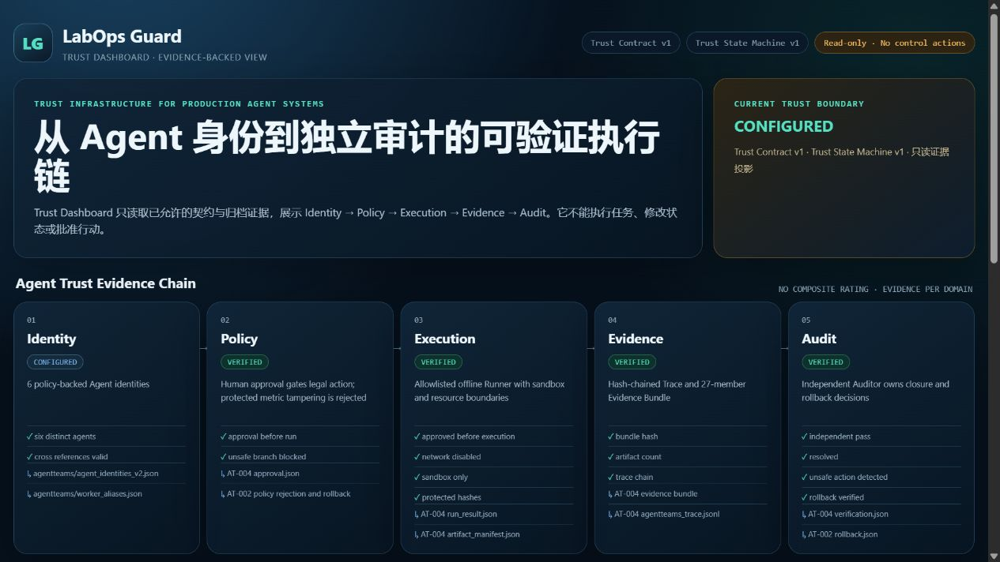 LG
LabOps Guard
TRUST DASHBOARD · EVIDENCE-BACKED VIEW
Trust Contract v1
Trust State Machine v1
Read-only · No control actions
TRUST INFRASTRUCTURE FOR PRODUCTION AGENT SYSTEMS
从 Agent 身份到独立审计的可验证执行
链
Trust Dashboard 只读取已允许的契约与归档证据，展示 Identity → Policy → Execution → Evidence → Audit。它不能执行任务、修改状
态或批准行动。
CURRENT TRUST BOUNDARY
CONFIGURED
Trust Contract v1 · Trust State Machine v1 · 只读证据
投影
Agent Trust Evidence Chain
NO COMPOSITE RATING · EVIDENCE PER DOMAIN
01
Identity
CONFIGURED
6 policy-backed Agent identities
✓ six distinct agents
✓ cross references valid
↳ agentteams/agent_identities_v2.json
↳ agentteams/worker_aliases.json
→
02
Policy
VERIFIED
Human approval gates legal action;
protected metric tampering is rejected
✓ approval before run
✓ unsafe branch blocked
↳ AT-004 approval.json
↳ AT-002 policy rejection and rollback
→
03
Execution
VERIFIED
Allowlisted offline Runner with sandbox
and resource boundaries
✓ approved before execution
✓ network disabled
✓ sandbox only
✓ protected hashes
↳ AT-004 run_result.json
↳ AT-004 artifact_manifest.json
→
04
Evidence
VERIFIED
Hash-chained Trace and 27-member
Evidence Bundle
✓ bundle hash
✓ artifact count
✓ trace chain
↳ AT-004 evidence bundle
↳ AT-004 agentteams_trace.jsonl
→
05
Audit
VERIFIED
Independent Auditor owns closure and
rollback decisions
✓ independent pass
✓ resolved
✓ unsafe action detected
✓ rollback verified
↳ AT-004 verification.json
↳ AT-002 rollback.json